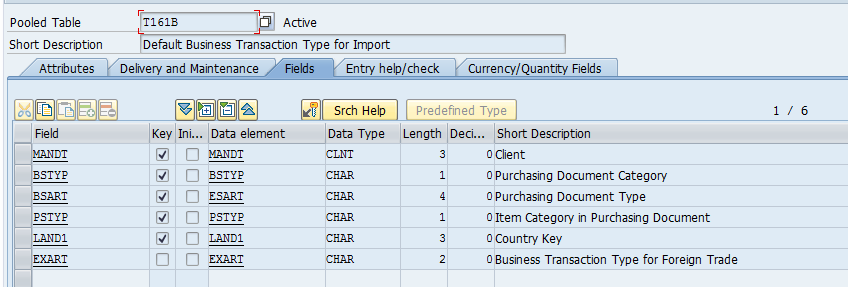 Pooled Table T161B Active
Short Description Default Business Transaction Type for Import
Attributes Delivery and Maintenance Fields Entry help/check Currency/Quantity Fields
Srch Help Predefined Type 1 / 6
Field Key Ini... Data element Data Type Length Deci... Short Description
MANDT MANDT CLNT 3 0 Client
BSTYP BSTYP CHAR 1 0 Purchasing Document Category
BSART ESART CHAR 4 0 Purchasing Document Type
PSTYP PSTYP CHAR 1 0 Item Category in Purchasing Document
LAND1 LAND1 CHAR 3 0 Country Key
EXART EXART CHAR 2 0 Business Transaction Type for Foreign Trade